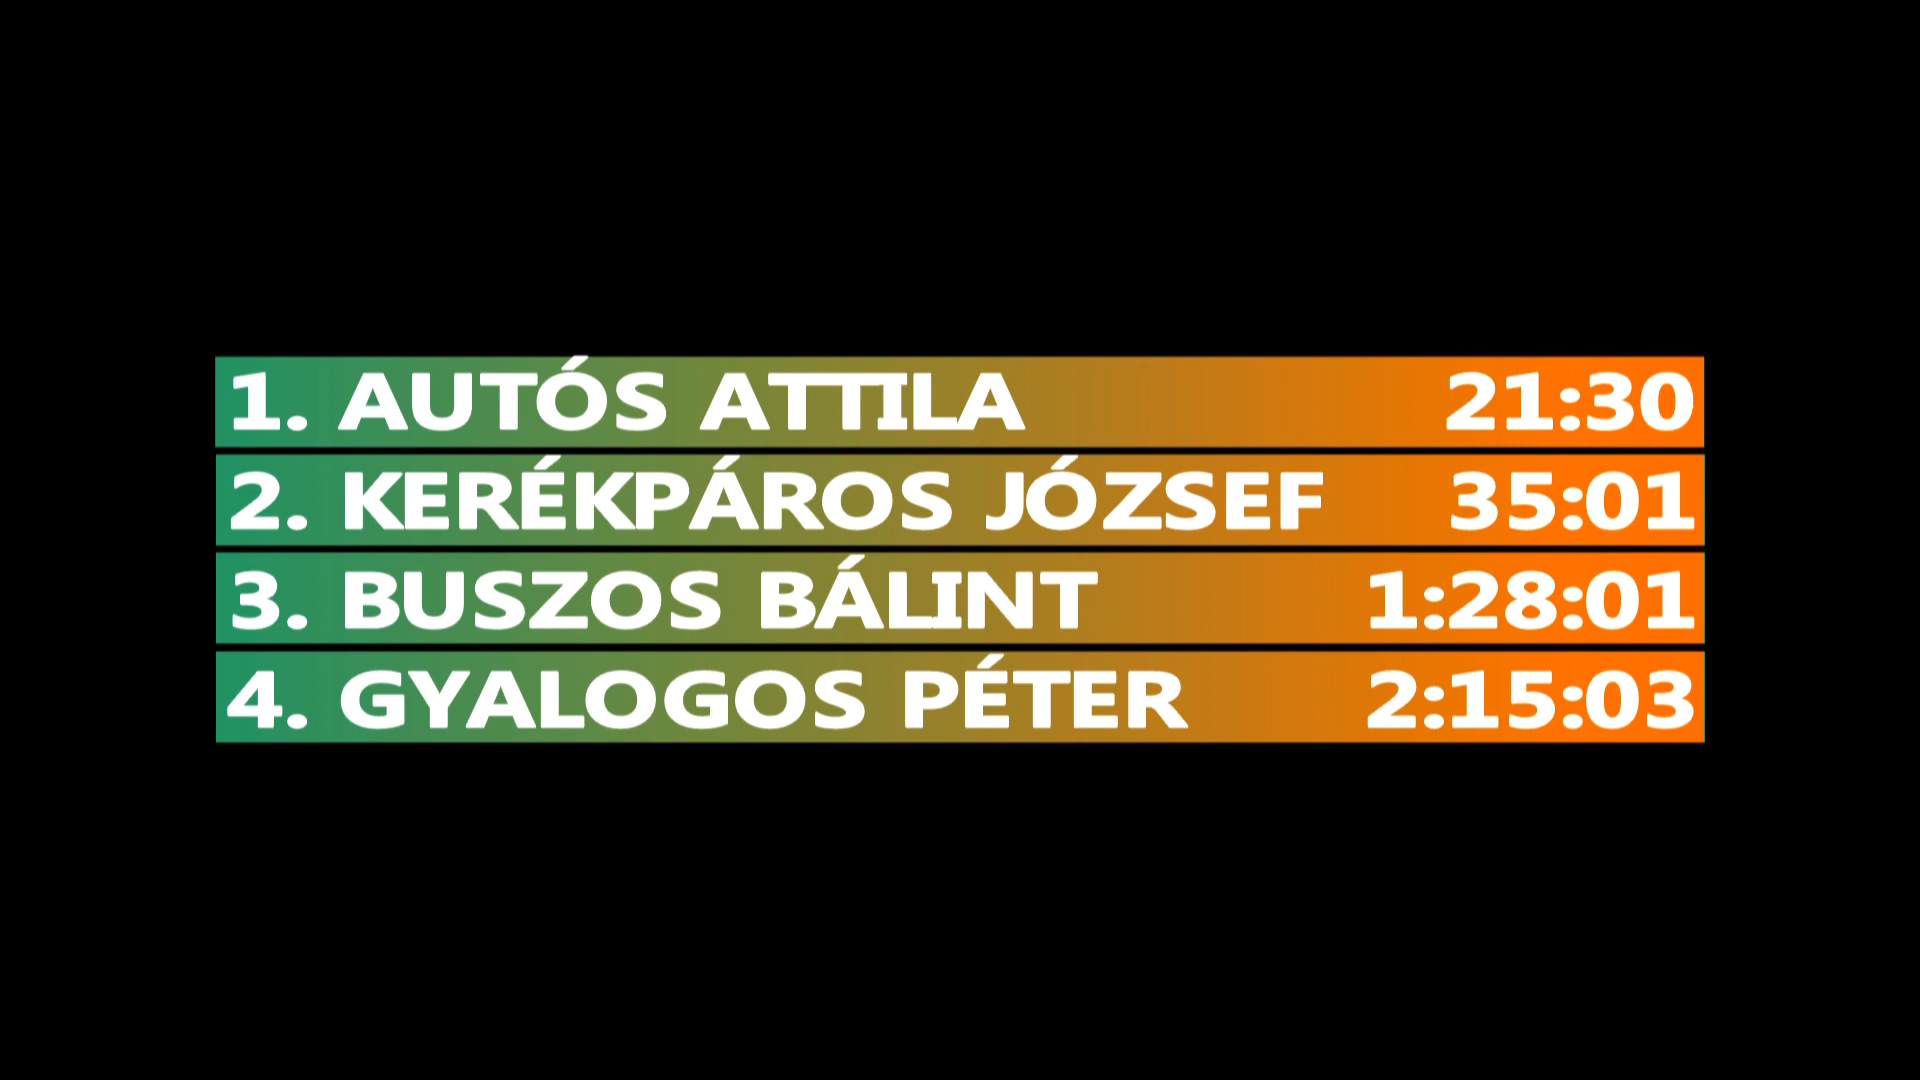 1. AUTÓS ATTILA 21:30
2. KERÉKPÁROS JÓZSEF 35:01
3. BUSZOS BÁLINT 1:28:01
4. GYALOGOS PÉTER 2:15:03